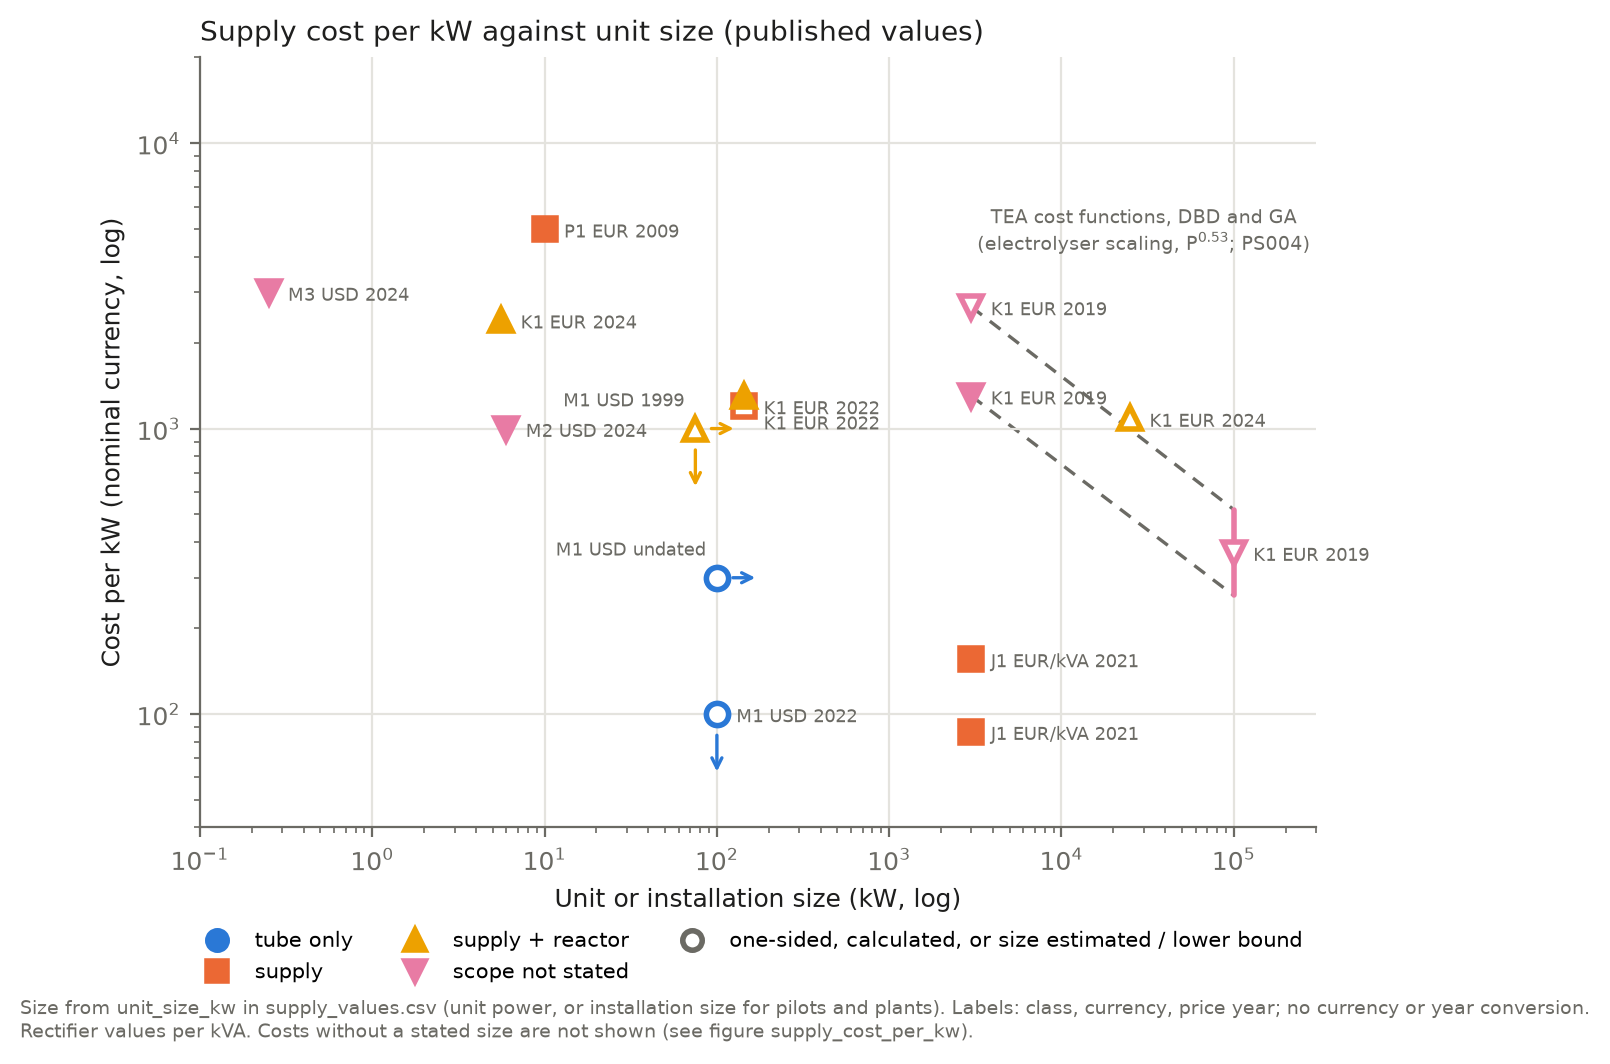 Supply cost per kW against unit size (published values)
Cost per kW (nominal currency, log)
10⁴
10³
10²
TEA cost functions, DBD and GA
(electrolyser scaling, P⁰·⁵³; PS004)
P1 EUR 2009
M3 USD 2024
K1 EUR 2024
K1 EUR 2019
M1 USD 1999
K1 EUR 2019
K1 EUR 2022
K1 EUR 2022
K1 EUR 2024
M2 USD 2024
M1 USD undated
K1 EUR 2019
J1 EUR/kVA 2021
M1 USD 2022
J1 EUR/kVA 2021
10⁻¹ 10⁰ 10¹ 10² 10³ 10⁴ 10⁵
Unit or installation size (kW, log)
tube only
supply
supply + reactor
scope not stated
one-sided, calculated, or size estimated / lower bound
Size from unit_size_kw in supply_values.csv (unit power, or installation size for pilots and plants). Labels: class, currency, price year; no currency or year conversion.
Rectifier values per kVA. Costs without a stated size are not shown (see figure supply_cost_per_kw).